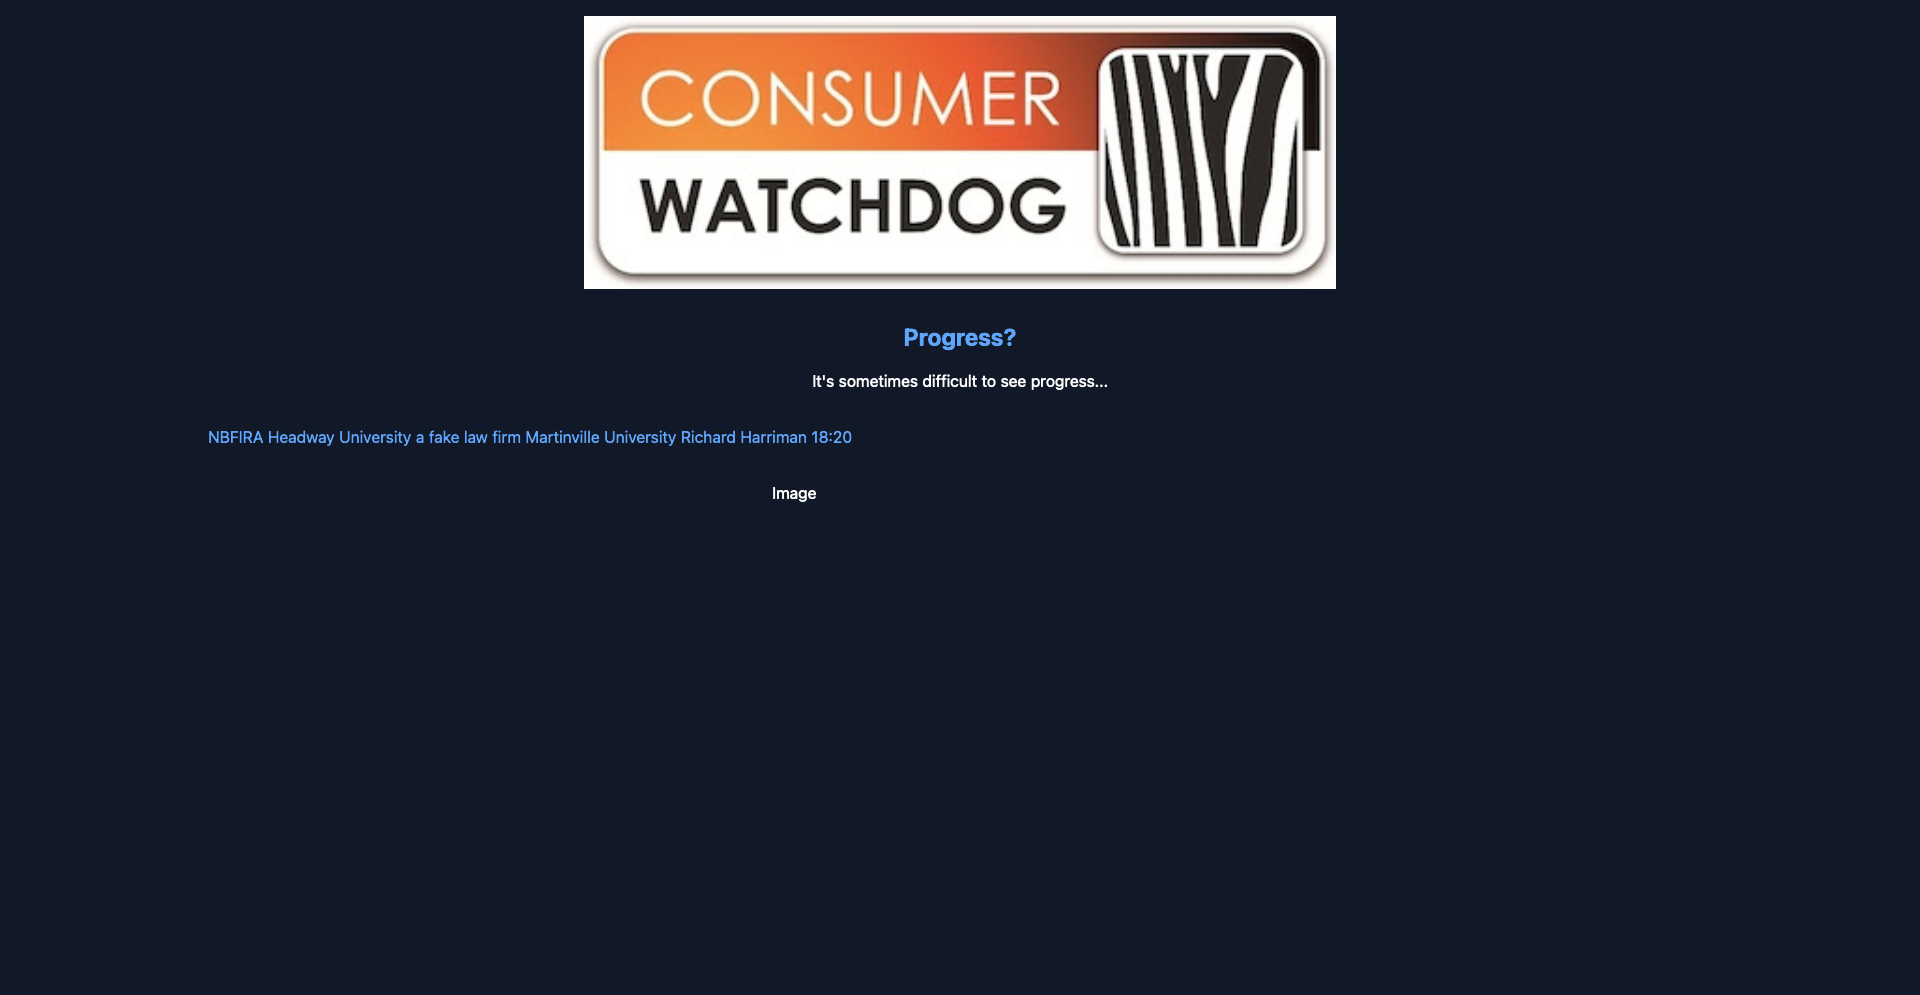 CONSUMER
WATCHDOG
Progress?
It's sometimes difficult to see progress...
NBFIRA Headway University a fake law firm Martinville University Richard Harriman 18:20
Image